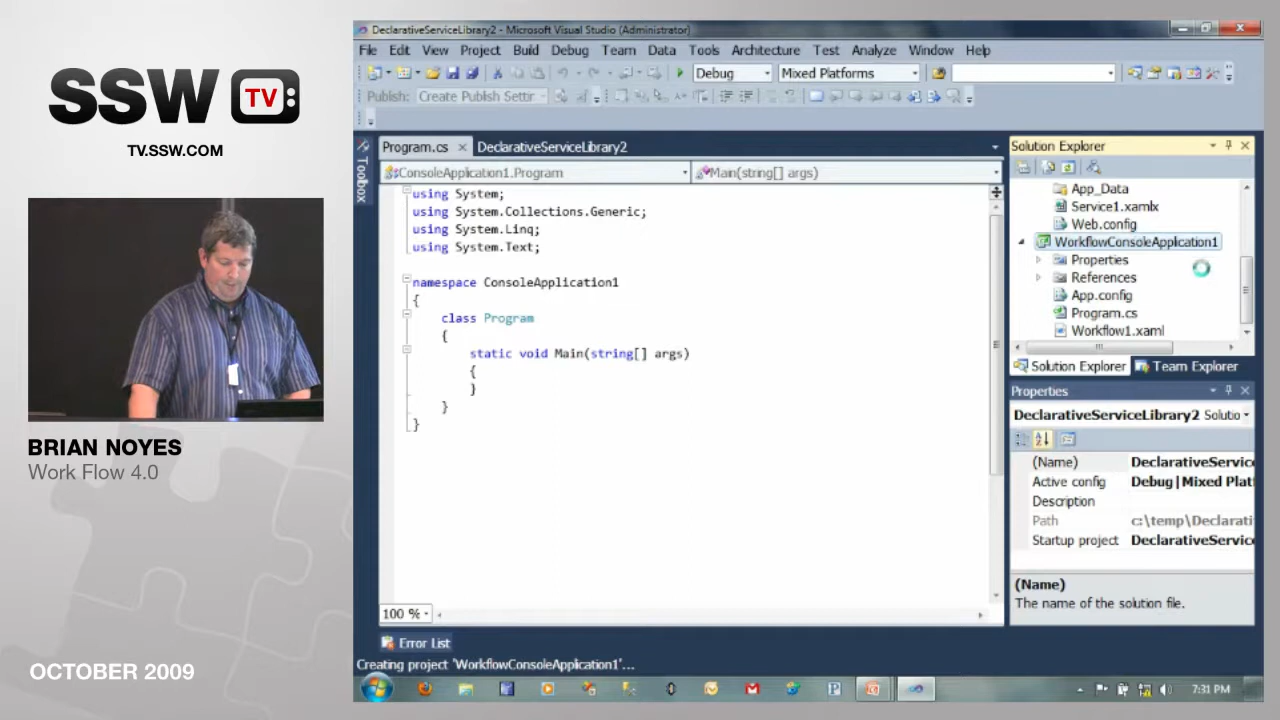 SSW TV:
TV.SSW.COM
BRIAN NOYES
Work Flow 4.0
OCTOBER 2009
DeclarativeServiceLibrary2 - Microsoft Visual Studio (Administrator)
File Edit View Project Build Debug Team Data Tools Architecture Test Analyze Window Help
Debug Mixed Platforms
Publish: Create Publish Settir
Toolbox
Program.cs DeclarativeServiceLibrary2
ConsoleApplication1.Program Main(string[] args)
using System;
using System.Collections.Generic;
using System.Linq;
using System.Text;
namespace ConsoleApplication1
{
class Program
{
static void Main(string[] args)
{
}
}
}
100 %
Error List
Creating project 'WorkflowConsoleApplication1'...
Solution Explorer
App_Data
Service1.xamlx
Web.config
WorkflowConsoleApplication1
Properties
References
App.config
Program.cs
Workflow1.xaml
Solution Explorer Team Explorer
Properties
DeclarativeServiceLibrary2 Solutio
(Name) DeclarativeServic
Active config Debug|Mixed Plat
Description
Path c:\temp\Declarati
Startup project DeclarativeServic
(Name)
The name of the solution file.
7:31 PM